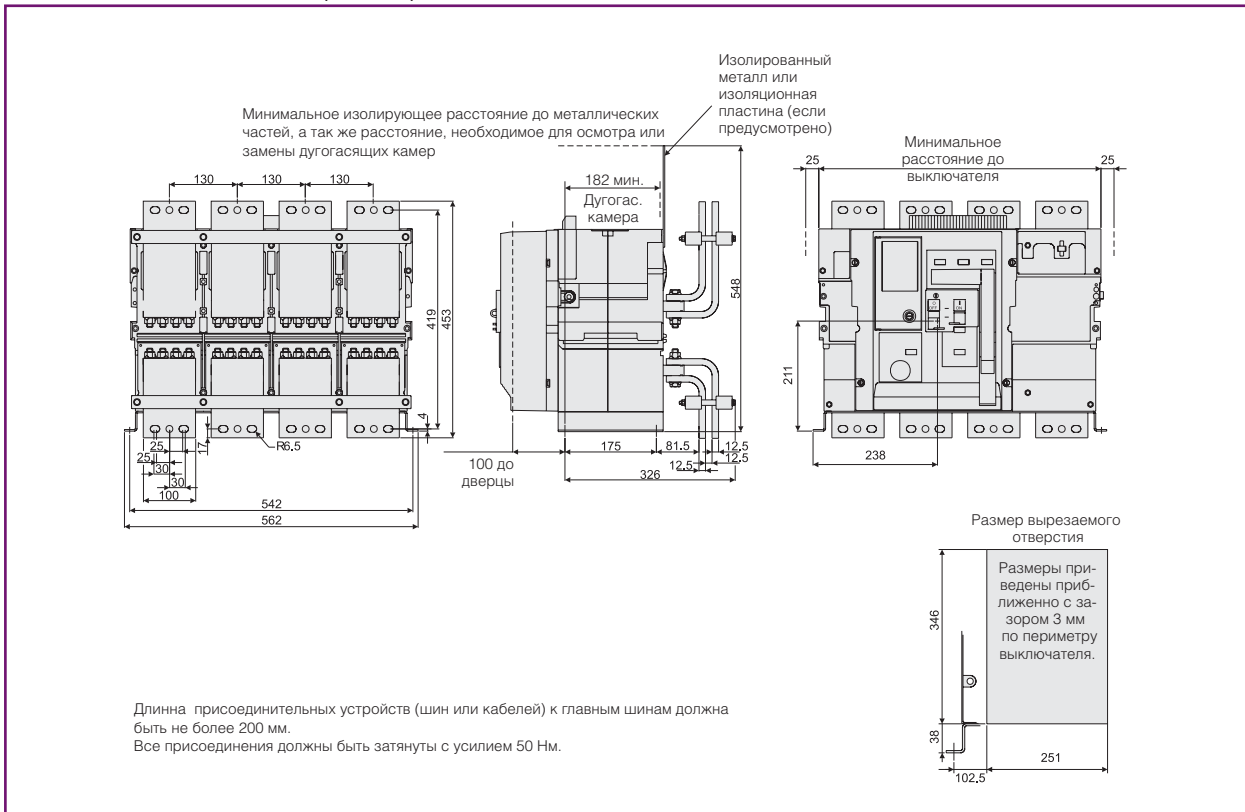 Изолированный
металл или
изоляционная
пластина (если
предусмотрено)
Минимальное изолирующее расстояние до металлических
частей, а так же расстояние, необходимое для осмотра или
замены дугогасящих камер
130
130
130
419
453
4
25
25
30
30
17
R6,5
100
542
562
182 мин.
Дугогас.
камера
548
100 до
дверцы
175
81.5
12.5
12.5
12.5
326
Минимальное
расстояние до
выключателя
25
25
OFF
ON
211
238
Размер вырезаемого
отверстия
Размеры при-
ведены приб-
лиженно с за-
зором 3 мм
по периметру
выключателя.
346
38
102,5
251
Длинна присоединительных устройств (шин или кабелей) к главным шинам должна
быть не более 200 мм.
Все присоединения должны быть затянуты с усилием 50 Нм.